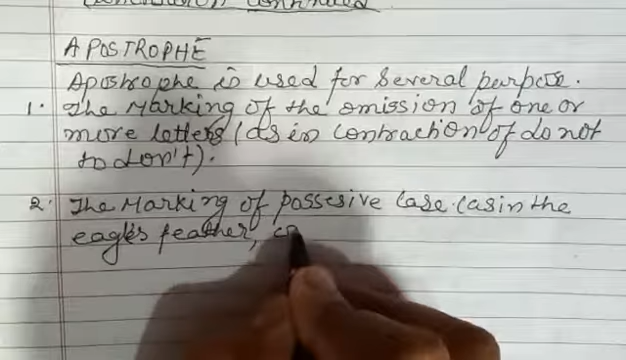 continued
APOSTROPHE
Apostrophe is used for several purpose.
1. The Marking of the omission of one or
more letters (as in contraction of do not
to don't).
2. The Marking of possesive case (as in the
eagle's feather,